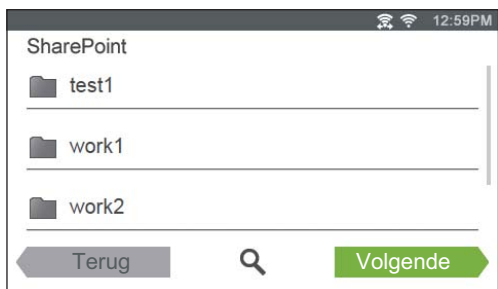 12:59PM
SharePoint
test1
work1
work2
Terug Volgende